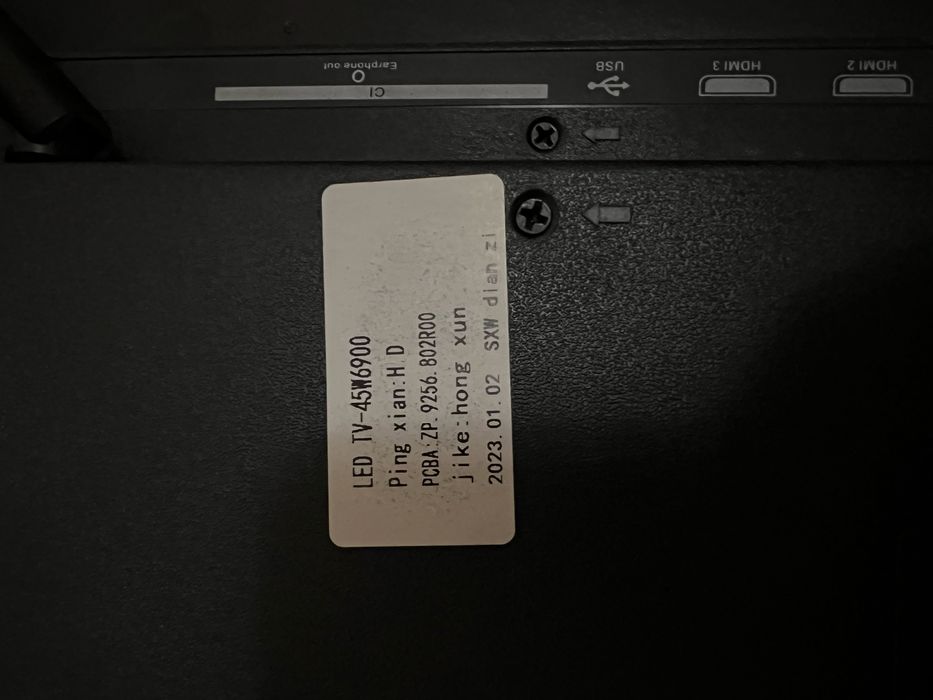 Earphone out
CI
USB
HDMI 3
HDMI 2
LED TV-45W6900
Ping xian:H D
PCBA:ZP.9256.802R00
jike:hong xun
2023.01.02 SXW dian zi